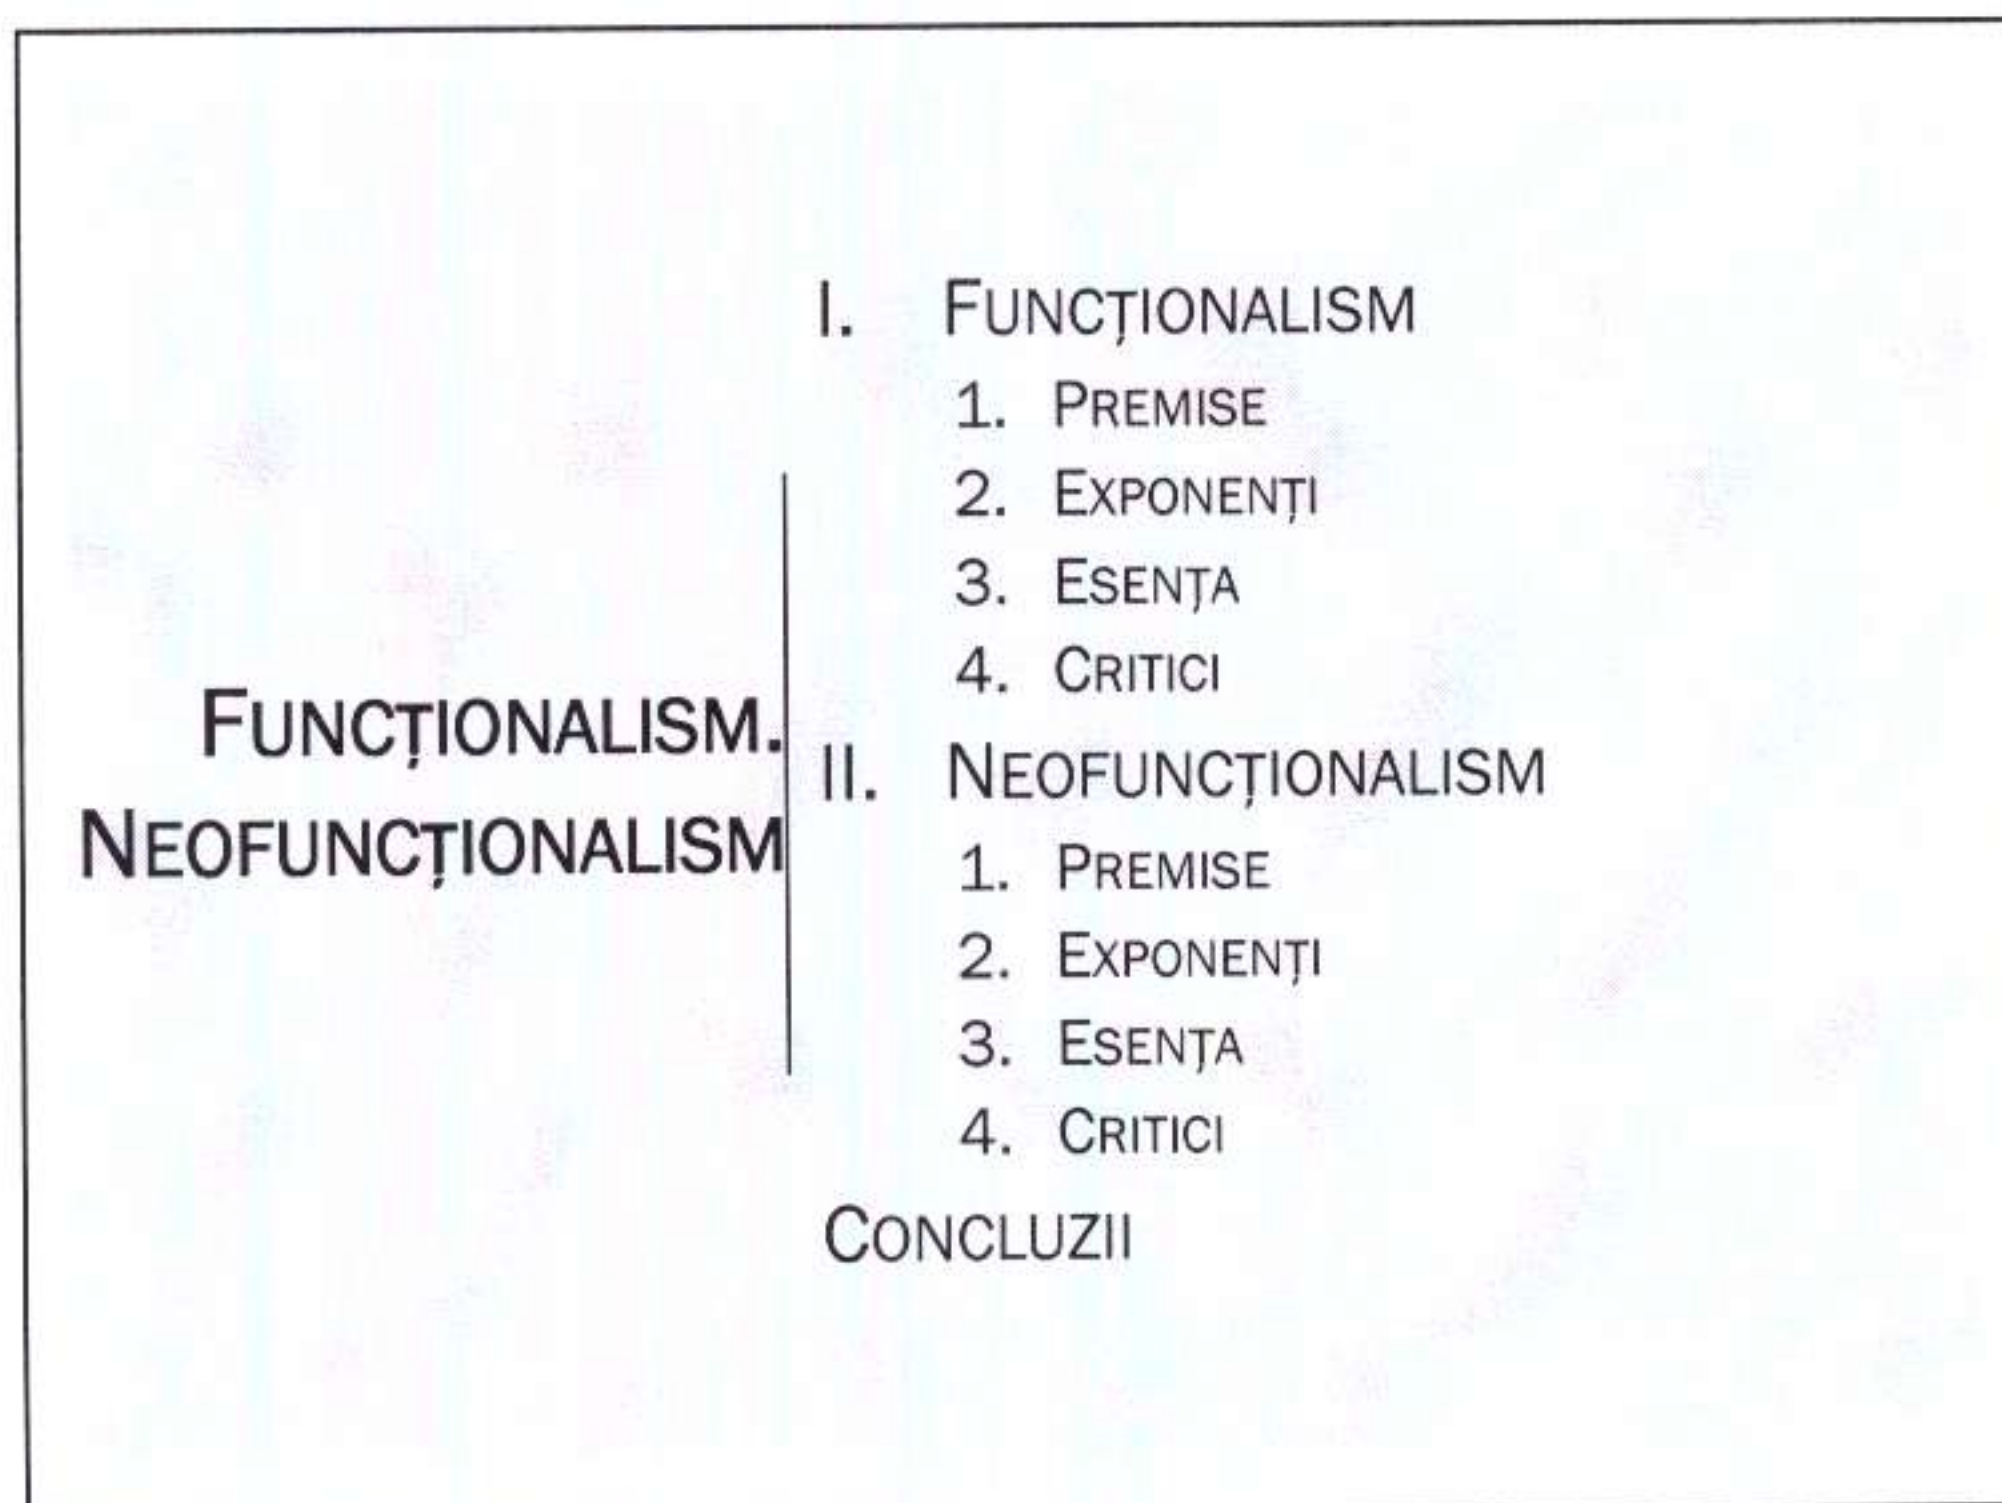 FUNCȚIONALISM.
NEOFUNCȚIONALISM
I. FUNCȚIONALISM
1. PREMISE
2. EXPONENȚI
3. ESENȚA
4. CRITICI
II. NEOFUNCȚIONALISM
1. PREMISE
2. EXPONENȚI
3. ESENȚA
4. CRITICI
CONCLUZII